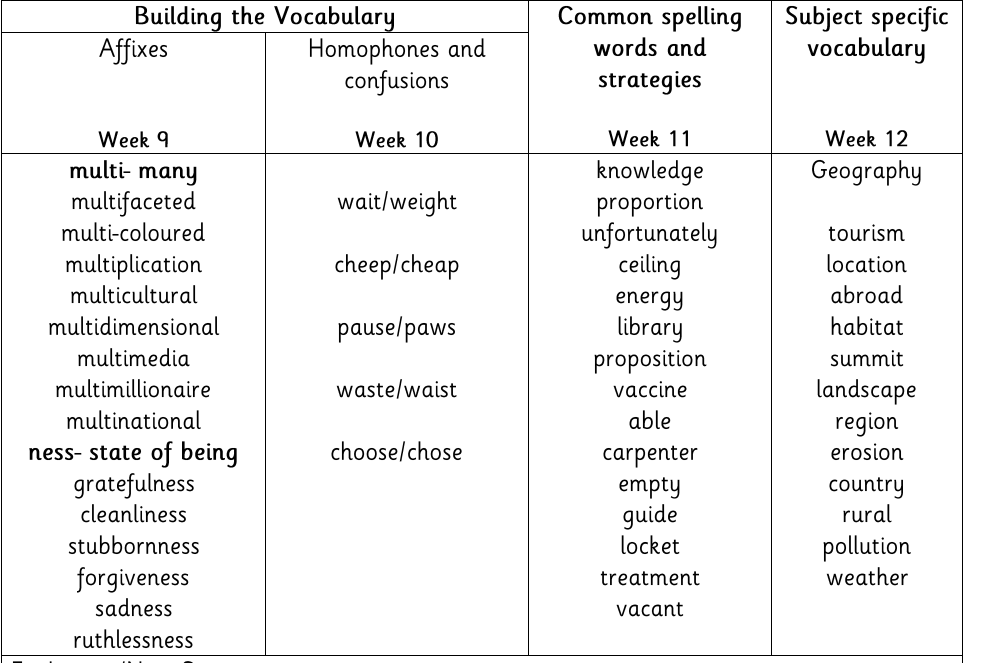 Building the Vocabulary
Common spelling words and strategies
Subject specific vocabulary
Affixes
Homophones and confusions
Week 9
Week 10
Week 11
Week 12
multi- many
multifaceted
multi-coloured
multiplication
multicultural
multidimensional
multimedia
multimillionaire
multinational
ness- state of being
gratefulness
cleanliness
stubbornness
forgiveness
sadness
ruthlessness
wait/weight
cheep/cheap
pause/paws
waste/waist
choose/chose
knowledge
proportion
unfortunately
ceiling
energy
library
proposition
vaccine
able
carpenter
empty
guide
locket
treatment
vacant
Geography
tourism
location
abroad
habitat
summit
landscape
region
erosion
country
rural
pollution
weather